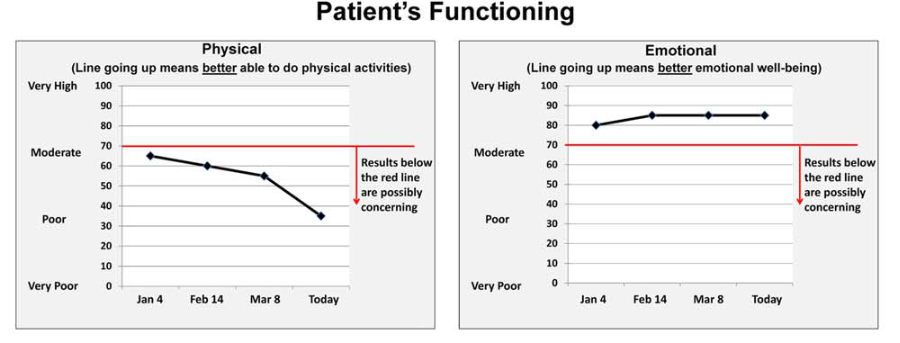 Patient's Functioning
Physical
(Line going up means better able to do physical activities)
Very High
100
90
80
70
Moderate
60
50
40
Poor
30
20
10
Very Poor
0
Jan 4
Feb 14
Mar 8
Today
Results below
the red line
are possibly
concerning
Emotional
(Line going up means better emotional well-being)
Very High
100
90
80
70
Moderate
60
50
40
Poor
30
20
10
Very Poor
0
Jan 4
Feb 14
Mar 8
Today
Results below
the red line
are possibly
concerning